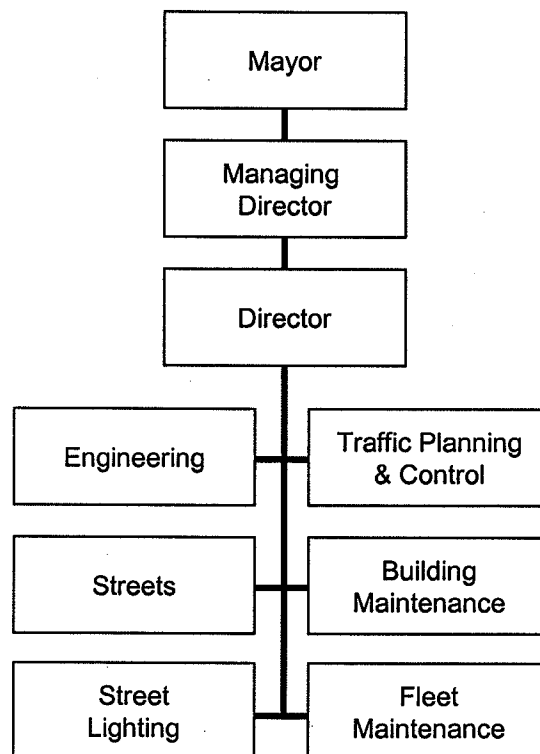 Mayor
Managing
Director
Director
Engineering
Traffic Planning
& Control
Streets
Building
Maintenance
Street
Lighting
Fleet
Maintenance